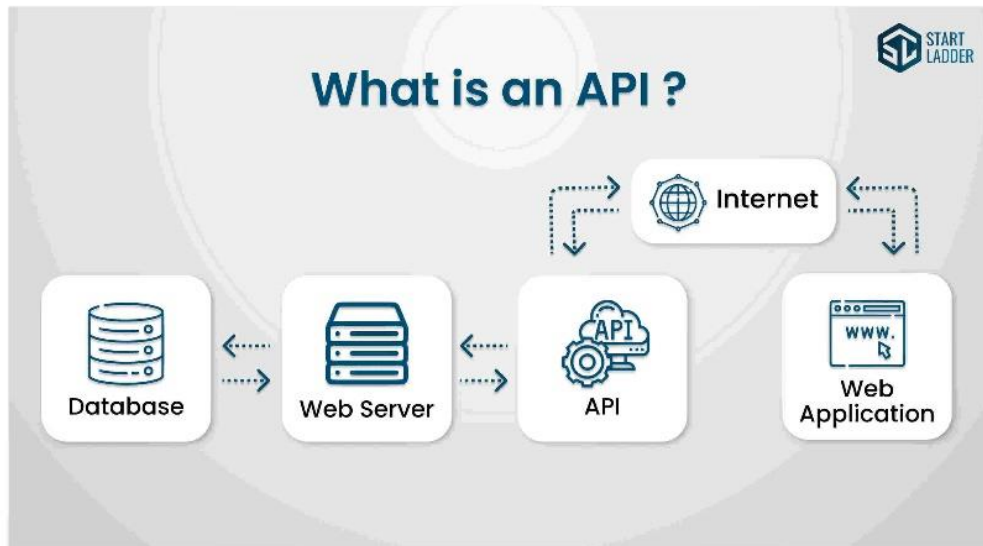 START
LADDER
What is an API ?
Internet
API
WWW.
Database
Web Server
API
Web
Application